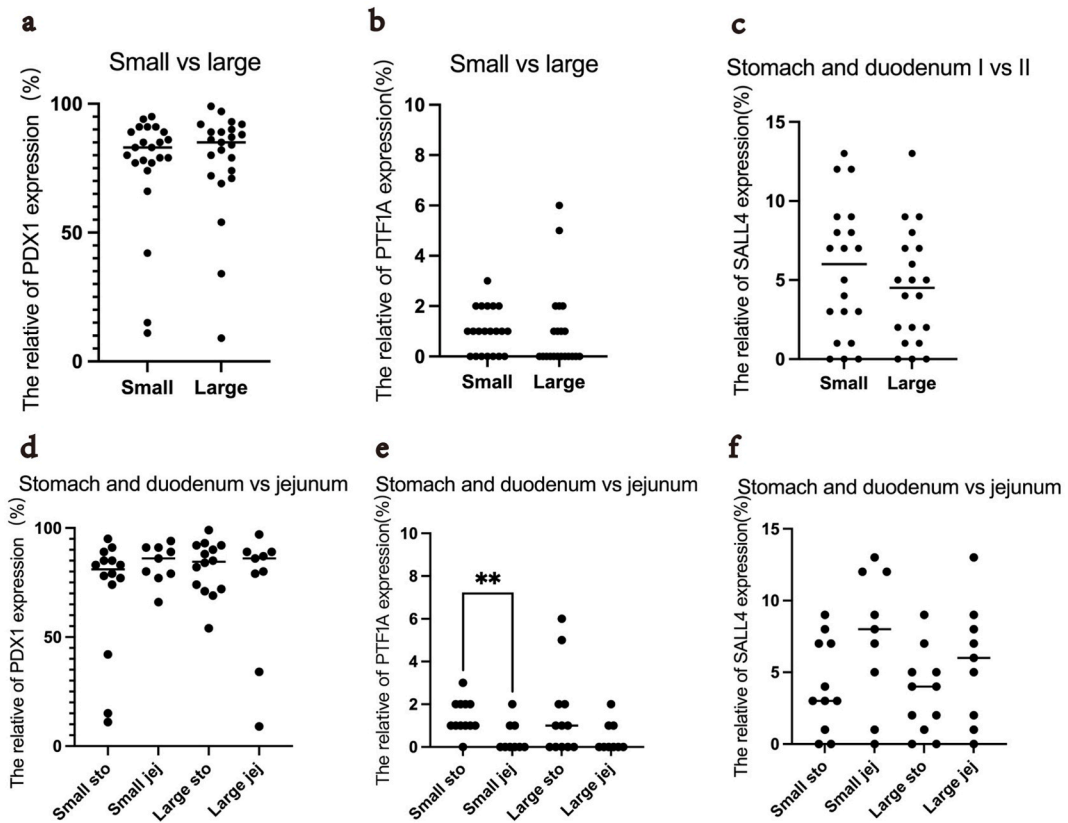 a
Small vs large
The relative of PDX1 expression (%)
100
50
0
Small Large
b
Small vs large
The relative of PTF1A expression(%)
10
8
6
4
2
0
Small Large
c
Stomach and duodenum I vs II
The relative of SALL4 expression(%)
15
10
5
0
Small Large
d
Stomach and duodenum vs jejunum
The relative of PDX1 expression (%)
100
50
0
Small sto
Small jej
Large sto
Large jej
e
Stomach and duodenum vs jejunum
The relative of PTF1A expression(%)
10
8
6
4
2
0
**
Small sto
Small jej
Large sto
Large jej
f
Stomach and duodenum vs jejunum
The relative of SALL4 expression(%)
15
10
5
0
Small sto
Small jej
Large sto
Large jej